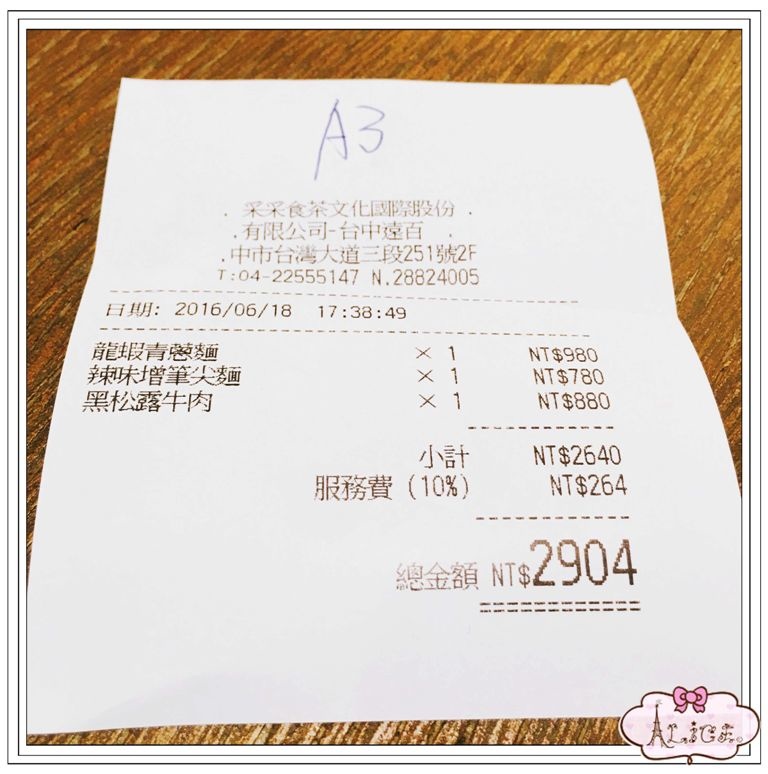 A3
. 采采食茶文化國際股份 .
.有限公司-台中遠百 .
.中市台灣大道三段251號2F
T:04-22555147 N.28824005
日期: 2016/06/18 17:38:49
龍蝦青蔥麵 × 1 NT$980
辣味增筆尖麵 × 1 NT$780
黑松露牛肉 × 1 NT$880
小計 NT$2640
服務費 (10%) NT$264
總金額 NT$2904
ALICE.